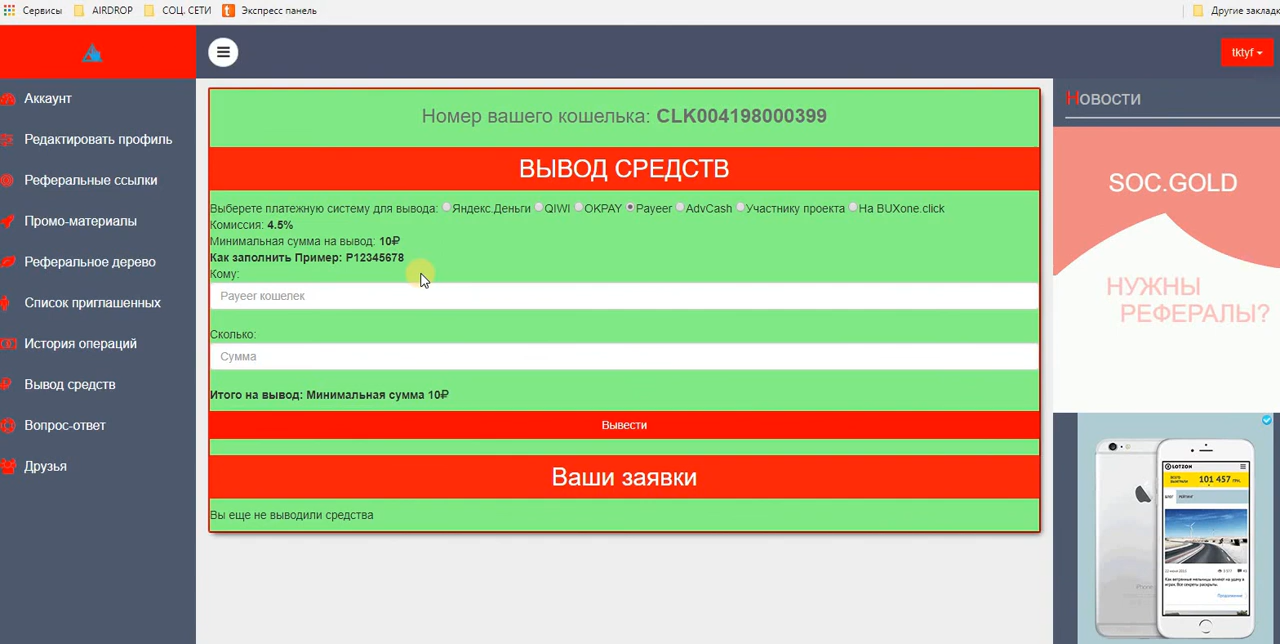 Сервисы
AIRDROP
СОЦ. СЕТИ
t
Экспресс панель
Другие заклад
tktyf
Аккаунт
Редактировать профиль
Реферальные ссылки
Промо-материалы
Реферальное дерево
Список приглашенных
История операций
Вывод средств
Вопрос-ответ
Друзья
Номер вашего кошелька: CLK004198000399
ВЫВОД СРЕДСТВ
Выберете платежную систему для вывода: Яндекс.Деньги QIWI OKPAY Payeer AdvCash Участнику проекта На BUXone.click
Комиссия: 4.5%
Минимальная сумма на вывод: 10₽
Как заполнить Пример: P12345678
Кому:
Payeer кошелек
Сколько:
Сумма
Итого на вывод: Минимальная сумма 10₽
Вывести
Ваши заявки
Вы еще не выводили средства
Новости
SOC.GOLD
НУЖНЫ
РЕФЕРАЛЫ?
LOTZON
101 457